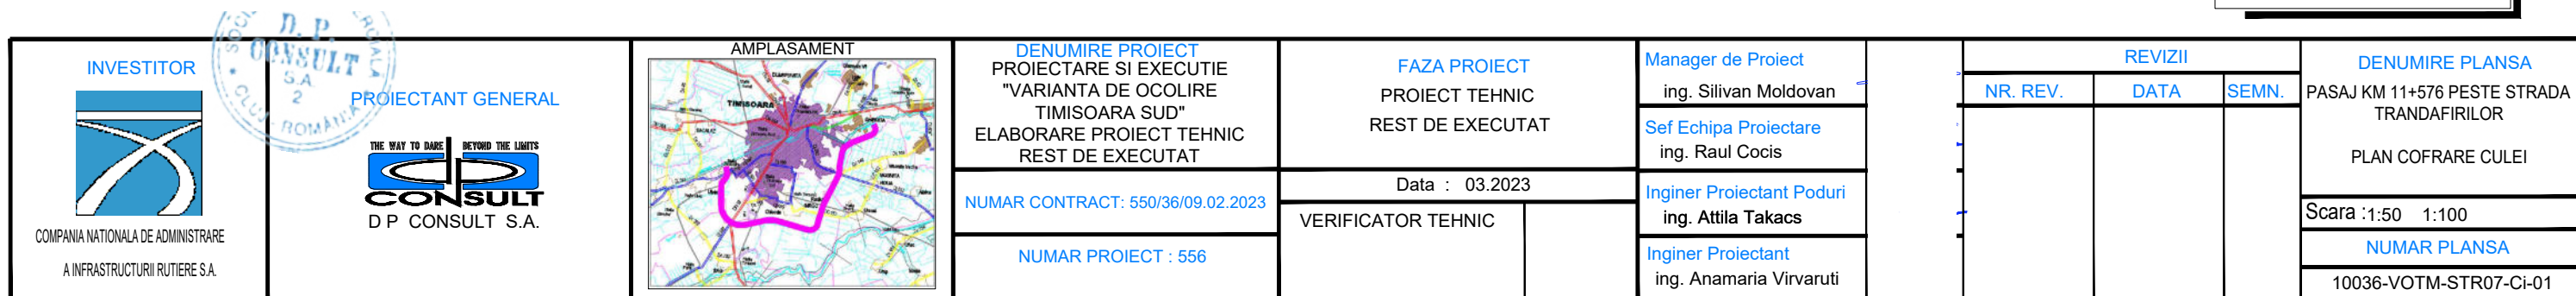 D. P.
CONSULT
S.A.
2
CLUJ - ROMÂNIA
INVESTITOR
COMPANIA NATIONALA DE ADMINISTRARE
A INFRASTRUCTURII RUTIERE S.A.
PROIECTANT GENERAL
THE WAY TO DARE BEYOND THE LIMITS
CONSULT
D P CONSULT S.A.
AMPLASAMENT
TIMISOARA
DENUMIRE PROIECT
PROIECTARE SI EXECUTIE
"VARIANTA DE OCOLIRE
TIMISOARA SUD"
ELABORARE PROIECT TEHNIC
REST DE EXECUTAT
NUMAR CONTRACT: 550/36/09.02.2023
NUMAR PROIECT : 556
FAZA PROIECT
PROIECT TEHNIC
REST DE EXECUTAT
Data : 03.2023
VERIFICATOR TEHNIC
Manager de Proiect
ing. Silivan Moldovan
Sef Echipa Proiectare
ing. Raul Cocis
Inginer Proiectant Poduri
ing. Attila Takacs
Inginer Proiectant
ing. Anamaria Virvaruti
REVIZII
NR. REV. DATA SEMN.
DENUMIRE PLANSA
PASAJ KM 11+576 PESTE STRADA
TRANDAFIRILOR
PLAN COFRARE CULEI
Scara :1:50 1:100
NUMAR PLANSA
10036-VOTM-STR07-Ci-01